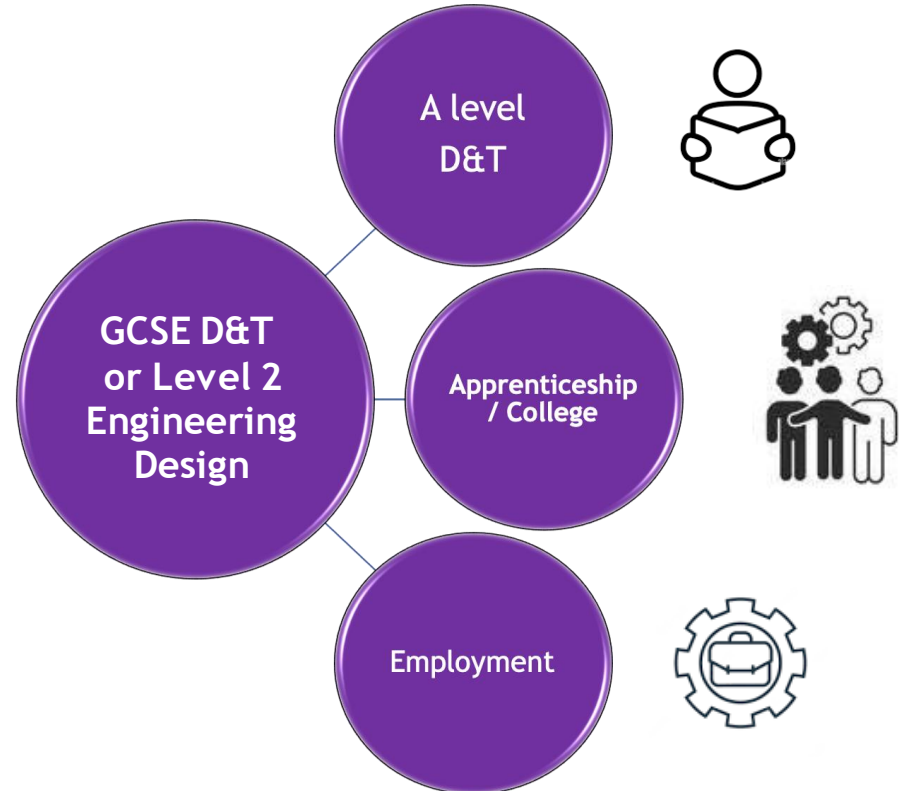 A level
D&T
GCSE D&T
or Level 2
Engineering
Design
Apprenticeship
/ College
Employment